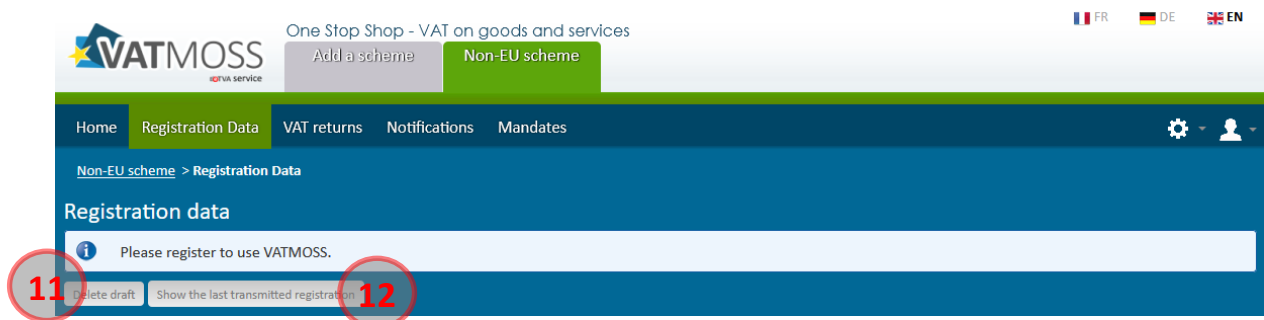 FR DE EN
VATMOSS
eTVA service
One Stop Shop - VAT on goods and services
Add a scheme Non-EU scheme
Home Registration Data VAT returns Notifications Mandates
Non-EU scheme > Registration Data
Registration data
Please register to use VATMOSS.
11 Delete draft Show the last transmitted registration 12